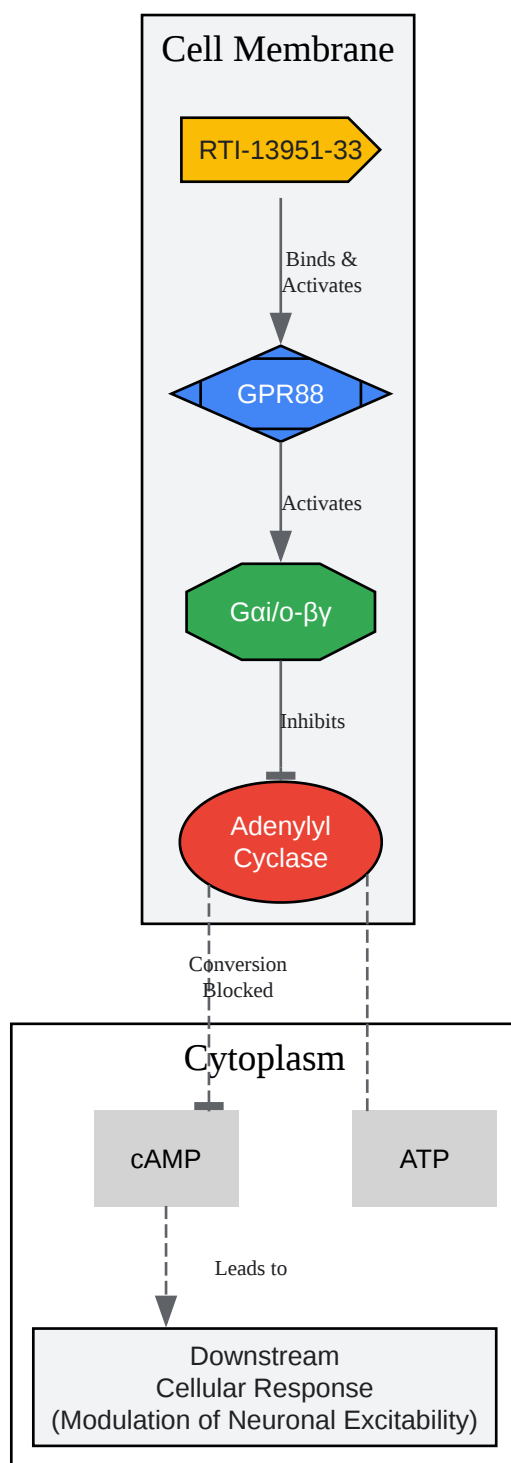 Cell Membrane
RTI-13951-33
Binds &
Activates
GPR88
Activates
Gαi/o-βγ
Inhibits
Adenylyl
Cyclase
Conversion
Blocked
Cytoplasm
cAMP
ATP
Leads to
Downstream
Cellular Response
(Modulation of Neuronal Excitability)